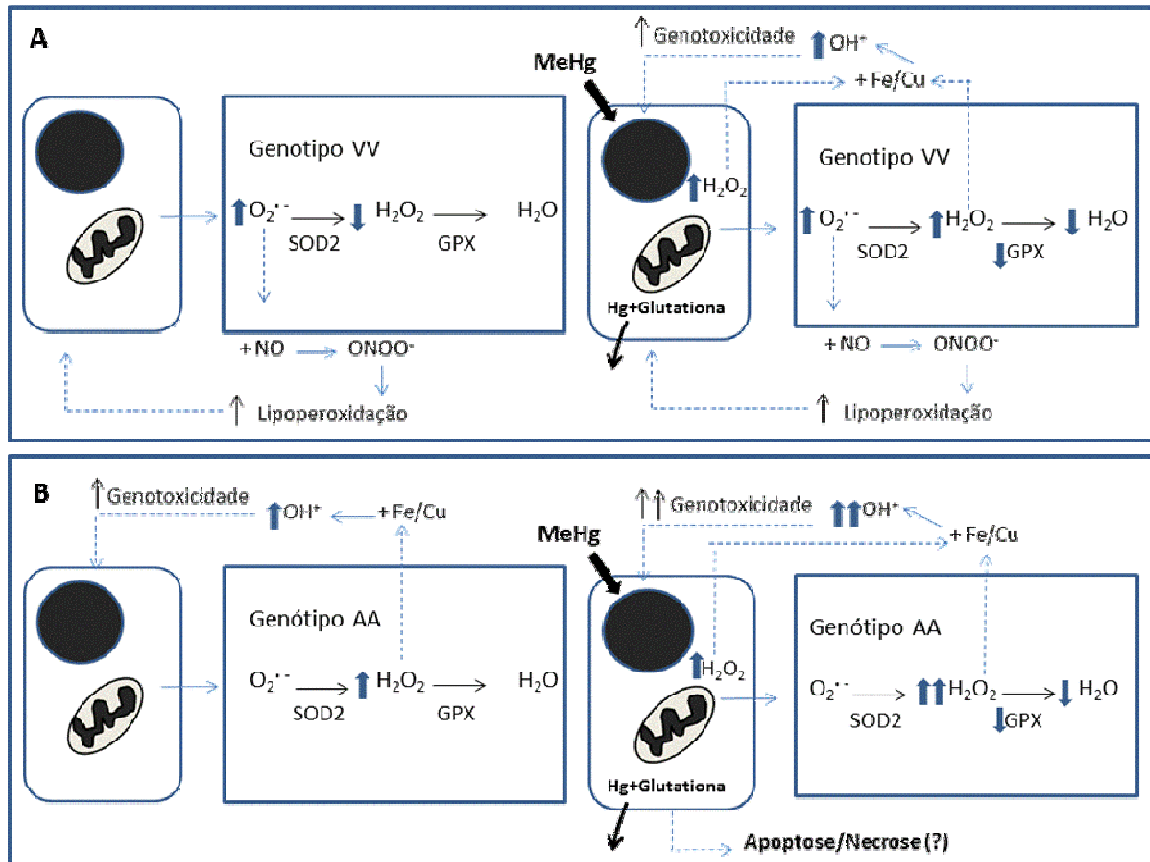 A
↑ Genotoxicidade
OH⁺
MeHg
+Fe/Cu
Genotipo VV
O₂•- → H₂O₂ → H₂O
SOD2
GPX
+NO → ONOO⁻
↑ Lipoperoxidação
H₂O₂
Hg+Glutationa
Genotipo VV
O₂•- → H₂O₂ → H₂O
SOD2
GPX
+NO → ONOO⁻
↑ Lipoperoxidação
B
↑ Genotoxicidade
OH⁺ ← +Fe/Cu
Genótipo AA
O₂•- → H₂O₂ → H₂O
SOD2
GPX
↑↑ Genotoxicidade
OH⁺
+Fe/Cu
MeHg
H₂O₂
Hg+Glutationa
Genótipo AA
O₂•- → H₂O₂ → H₂O
SOD2
GPX
Apoptose/Necrose(?)